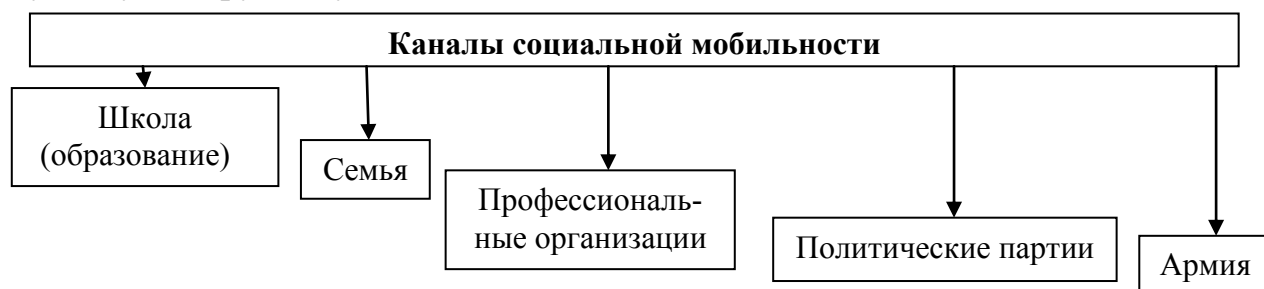 Каналы социальной мобильности
Школа
(образование)
Семья
Профессиональ-
ные организации
Политические партии
Армия